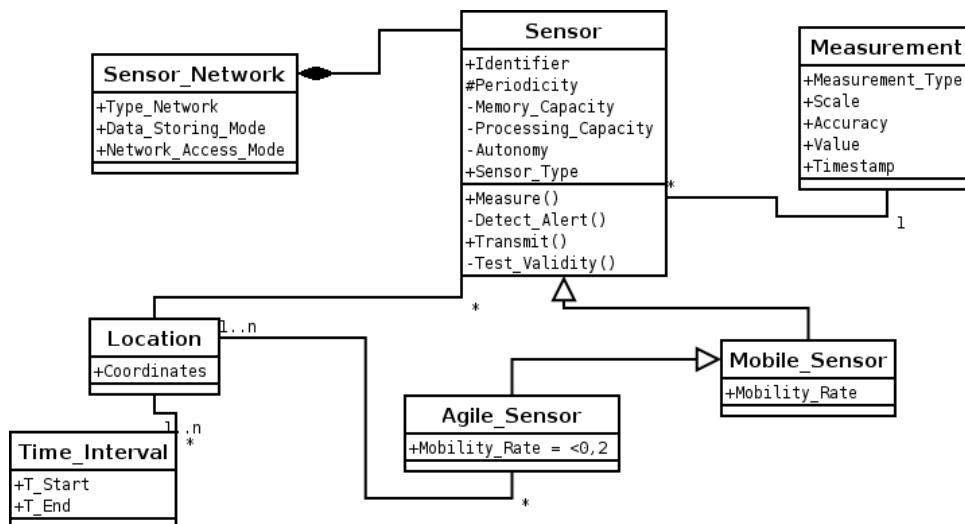 Sensor_Network
+Type_Network
+Data_Storing_Mode
+Network_Access_Mode
Sensor
+Identifier
#Periodicity
-Memory_Capacity
-Processing_Capacity
-Autonomy
+Sensor_Type
+Measure()
-Detect_Alert()
+Transmit()
-Test_Validity()
Measurement
+Measurement_Type
+Scale
+Accuracy
+Value
+Timestamp
*
1
*
1..n
Location
+Coordinates
Mobile_Sensor
+Mobility_Rate
Agile_Sensor
+Mobility_Rate = <0,2
*
1..n
*
Time_Interval
+T_Start
+T_End